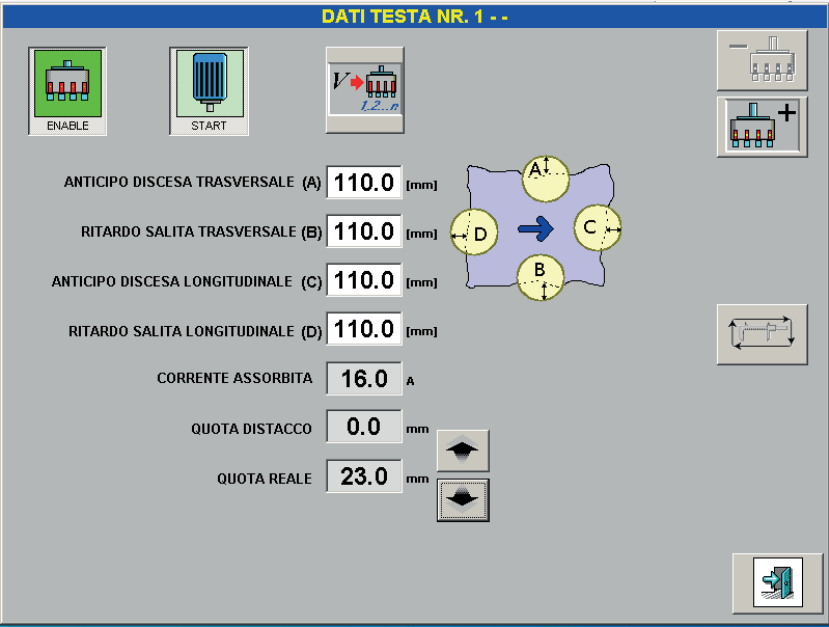 DATI TESTA NR. 1 - -
ENABLE
START
V
1,2...n
+
ANTICIPO DISCESA TRASVERSALE (A) 110.0 [mm]
RITARDO SALITA TRASVERSALE (B) 110.0 [mm]
ANTICIPO DISCESA LONGITUDINALE (C) 110.0 [mm]
RITARDO SALITA LONGITUDINALE (D) 110.0 [mm]
A
D
C
B
CORRENTE ASSORBITA 16.0 A
QUOTA DISTACCO 0.0 mm
QUOTA REALE 23.0 mm